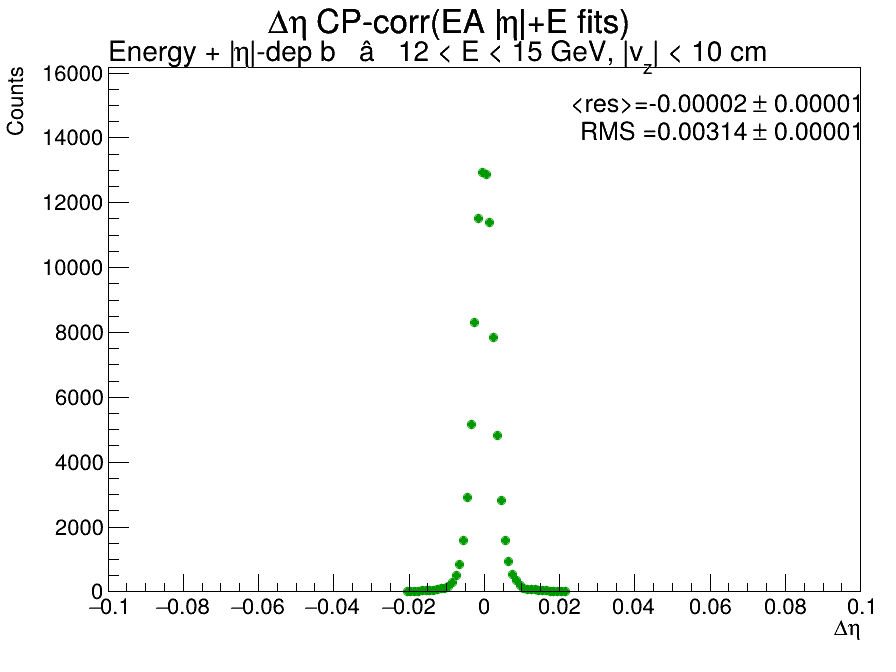 Δη CP-corr(EA |η|+E fits)
Energy + |η|-dep b â 12 < E < 15 GeV, |v_z| < 10 cm
<res>=-0.00002 ± 0.00001
RMS =0.00314 ± 0.00001
Counts
16000
14000
12000
10000
8000
6000
4000
2000
0
−0.1 −0.08 −0.06 −0.04 −0.02 0 0.02 0.04 0.06 0.08 0.1
Δη